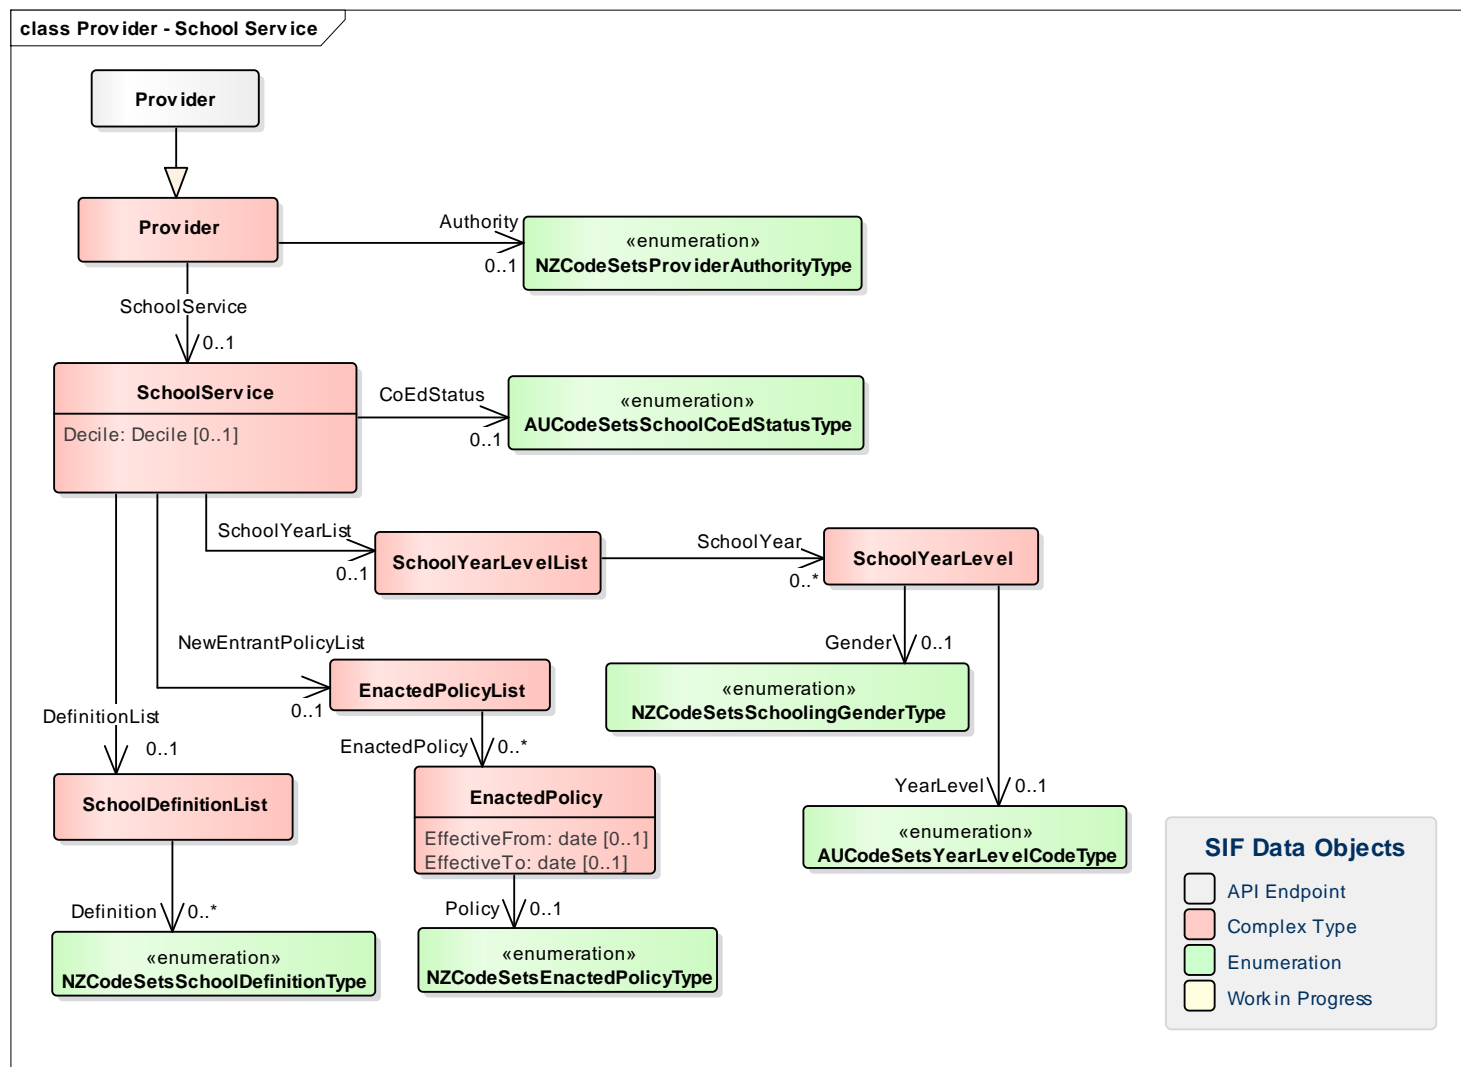 class Provider - School Service
Provider
Provider
Authority
0..1
«enumeration»
NZCodeSetsProviderAuthorityType
SchoolService
0..1
SchoolService
Decile: Decile [0..1]
CoEdStatus
0..1
«enumeration»
AUCodeSetsSchoolCoEdStatusType
SchoolYearList
0..1
SchoolYearLevelList
SchoolYear
0..*
SchoolYearLevel
NewEntrantPolicyList
0..1
EnactedPolicyList
Gender
0..1
«enumeration»
NZCodeSetsSchoolingGenderType
DefinitionList
0..1
EnactedPolicy
0..*
SchoolDefinitionList
EnactedPolicy
EffectiveFrom: date [0..1]
EffectiveTo: date [0..1]
YearLevel
0..1
«enumeration»
AUCodeSetsYearLevelCodeType
Definition
0..*
«enumeration»
NZCodeSetsSchoolDefinitionType
Policy
0..1
«enumeration»
NZCodeSetsEnactedPolicyType
SIF Data Objects
API Endpoint
Complex Type
Enumeration
Work in Progress